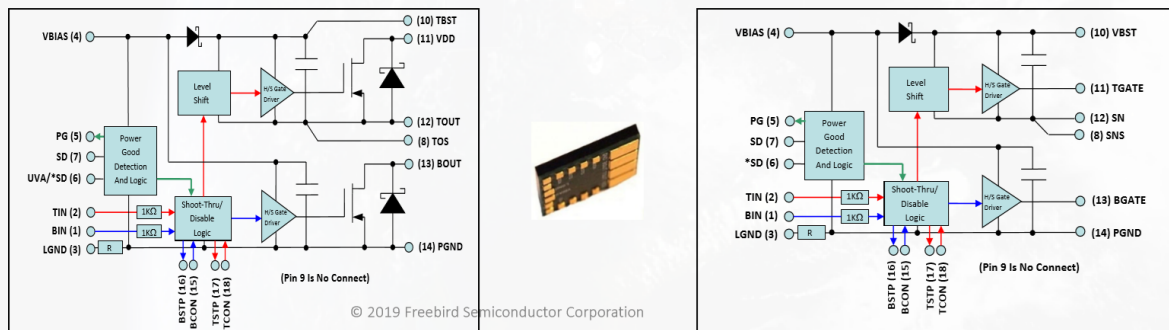 VBIAS (4)
(10) TBST
(11) VDD
Level
Shift
H/S Gate
Driver
(12) TOUT
(8) TOS
PG (5)
SD (7)
UVA/*SD (6)
Power
Good
Detection
And Logic
(13) BOUT
TIN (2)
BIN (1)
LGND (3)
1KΩ
1KΩ
R
Shoot-Thru/
Disable
Logic
H/S Gate
Driver
(14) PGND
BSTP (16)
BCON (15)
TSTP (17)
TCON (18)
(Pin 9 Is No Connect)
VBIAS (4)
(10) VBST
Level
Shift
H/S Gate
Driver
(11) TGATE
(12) SN
(8) SNS
PG (5)
SD (7)
*SD (6)
Power
Good
Detection
And Logic
TIN (2)
BIN (1)
LGND (3)
1KΩ
1KΩ
R
Shoot-Thru/
Disable
Logic
H/S Gate
Driver
(13) BGATE
(14) PGND
BSTP (16)
BCON (15)
TSTP (17)
TCON (18)
(Pin 9 Is No Connect)
© 2019 Freebird Semiconductor Corporation